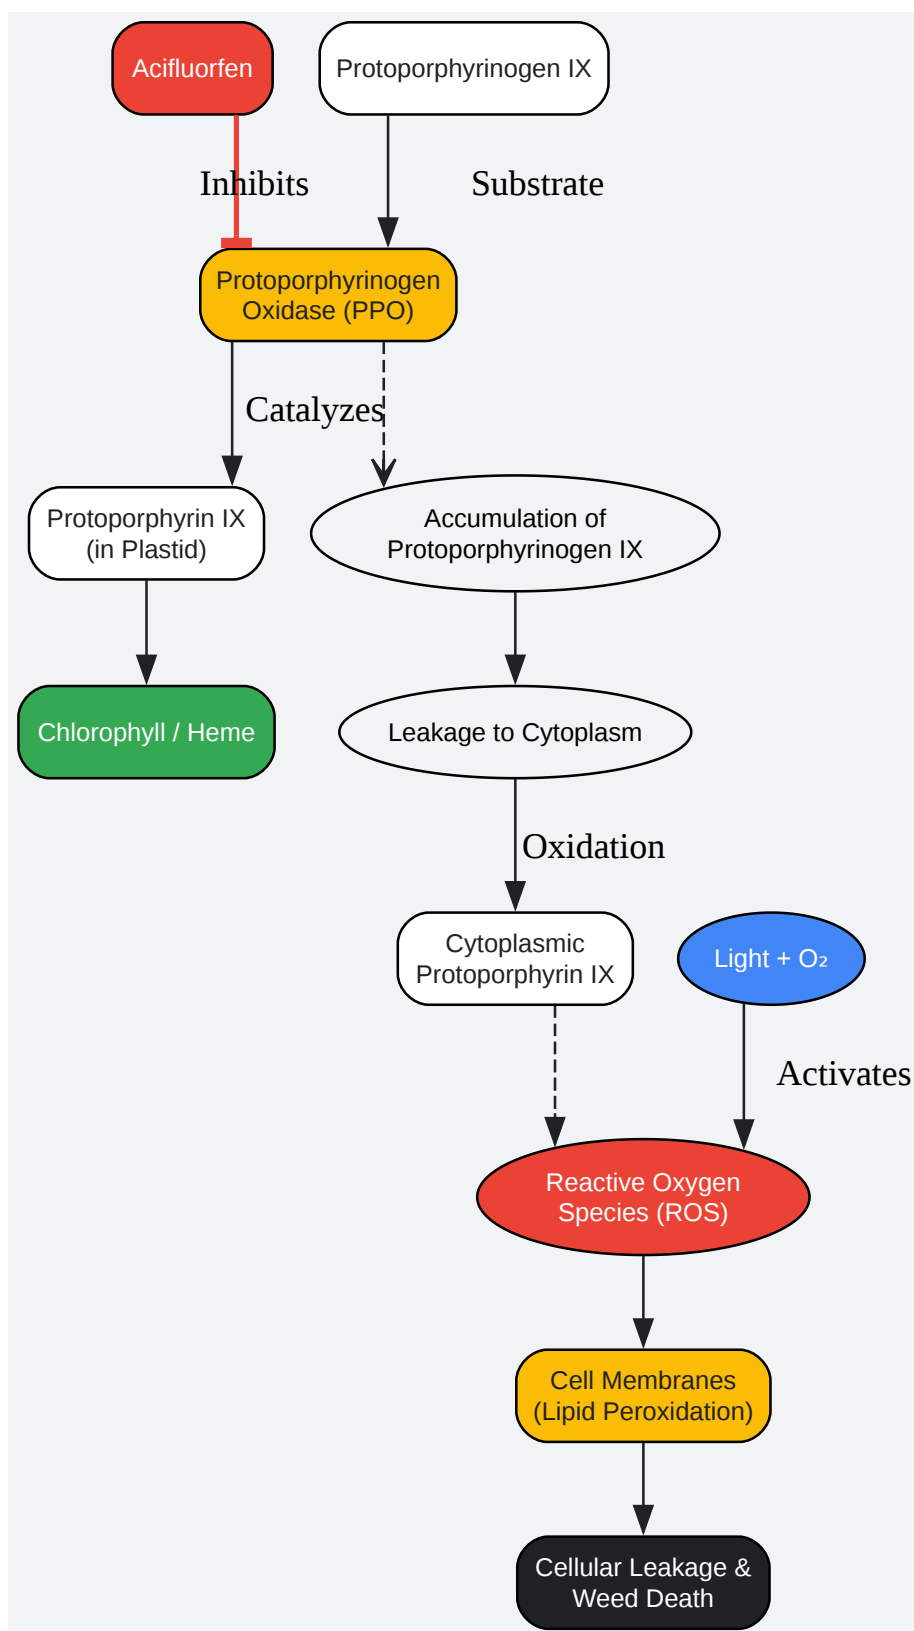 Acifluorfen
Protoporphyrinogen IX
Inhibits
Substrate
Protoporphyrinogen
Oxidase (PPO)
Catalyzes
Protoporphyrin IX
(in Plastid)
Accumulation of
Protoporphyrinogen IX
Chlorophyll / Heme
Leakage to Cytoplasm
Oxidation
Cytoplasmic
Protoporphyrin IX
Light + O₂
Activates
Reactive Oxygen
Species (ROS)
Cell Membranes
(Lipid Peroxidation)
Cellular Leakage &
Weed Death